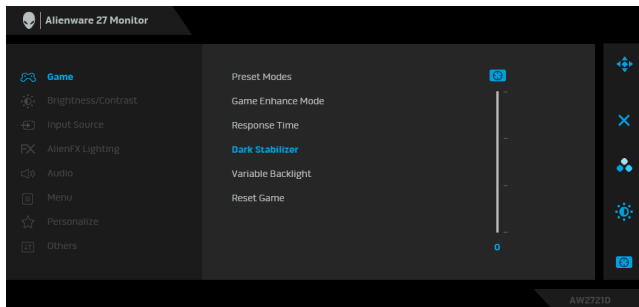 Alienware 27 Monitor
Game
Brightness/Contrast
Input Source
FX AlienFX Lighting
Audio
Menu
Personalize
Others
Preset Modes
Game Enhance Mode
Response Time
Dark Stabilizer
Variable Backlight
Reset Game
0
AW2721D